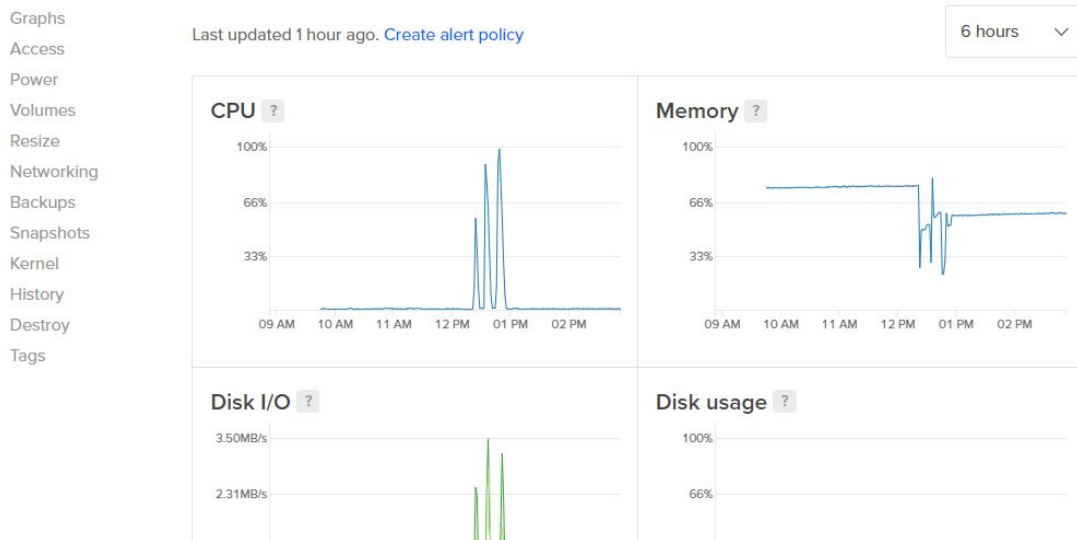 Graphs
Access
Power
Volumes
Resize
Networking
Backups
Snapshots
Kernel
History
Destroy
Tags
Last updated 1 hour ago. Create alert policy
6 hours
CPU ?
100%
66%
33%
09 AM 10 AM 11 AM 12 PM 01 PM 02 PM
Memory ?
100%
66%
33%
09 AM 10 AM 11 AM 12 PM 01 PM 02 PM
Disk I/O ?
3.50MB/s
2.31MB/s
Disk usage ?
100%
66%